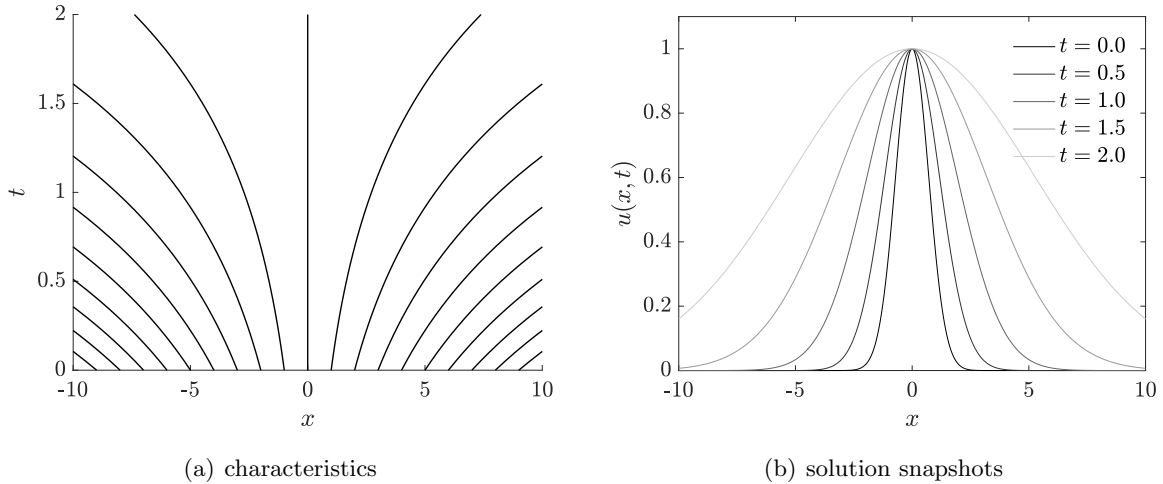 2
1.5
1
0.5
0
-10
-5
0
5
10
t
x
(a) characteristics
1
0.8
0.6
0.4
0.2
0
-10
-5
0
5
10
u(x, t)
x
t = 0.0
t = 0.5
t = 1.0
t = 1.5
t = 2.0
(b) solution snapshots